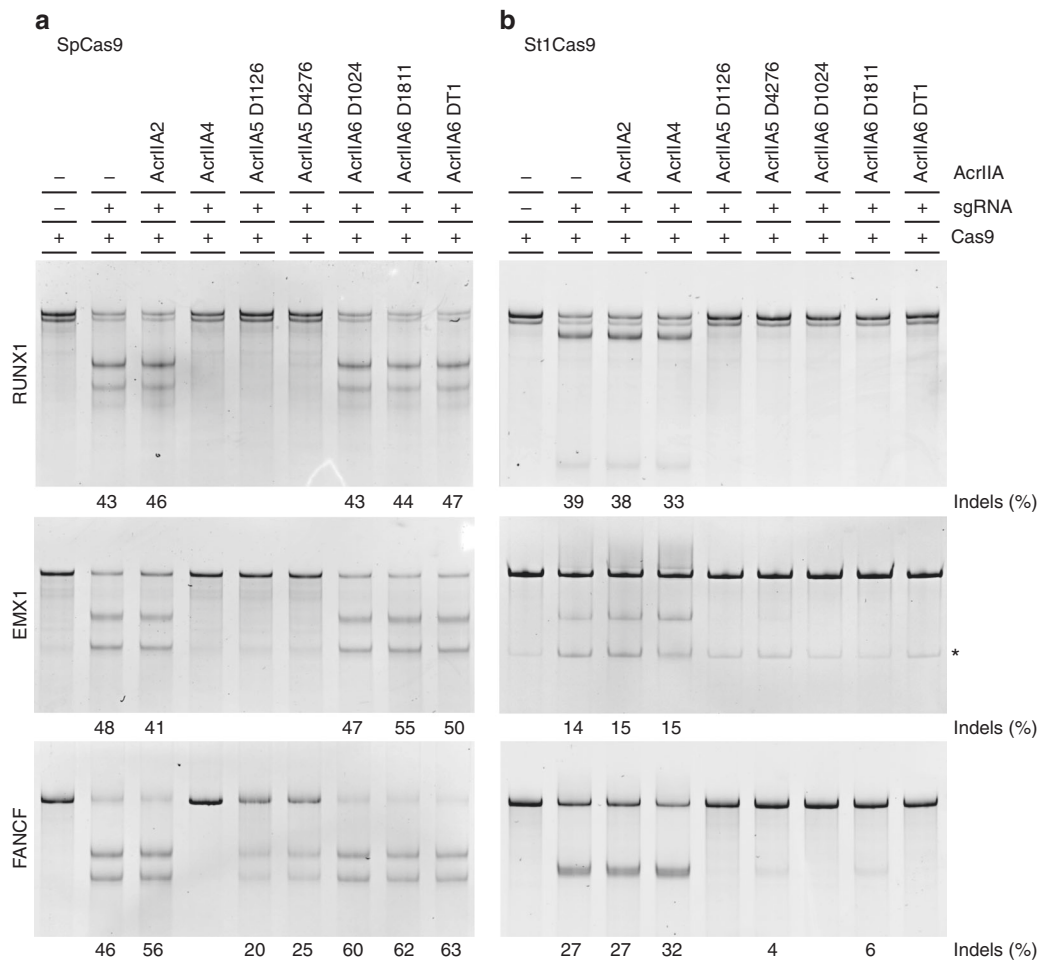 a
b
SpCas9
St1Cas9
– – AcrIIA2 AcrIIA4 AcrIIA5 D1126 AcrIIA5 D4276 AcrIIA6 D1024 AcrIIA6 D1811 AcrIIA6 DT1
– – AcrIIA2 AcrIIA4 AcrIIA5 D1126 AcrIIA5 D4276 AcrIIA6 D1024 AcrIIA6 D1811 AcrIIA6 DT1 AcrIIA
– + + + + + + + + – + + + + + + + + sgRNA
+ + + + + + + + + + + + + + + + + + Cas9
RUNX1
43 46 43 44 47 39 38 33 Indels (%)
EMX1
*
48 41 47 55 50 14 15 15 Indels (%)
FANCF
46 56 20 25 60 62 63 27 27 32 4 6 Indels (%)